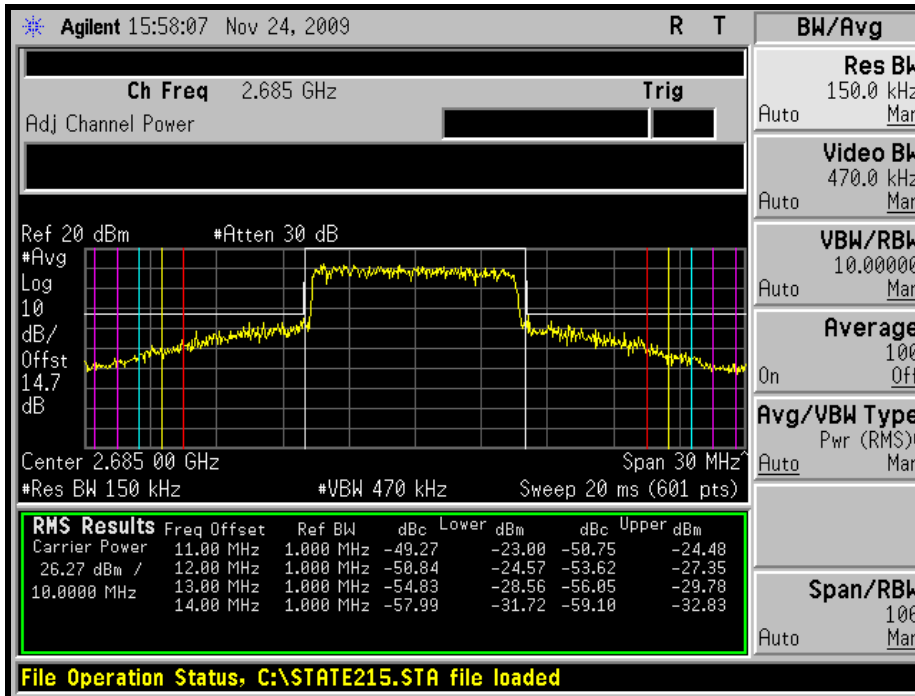 Agilent 15:58:07 Nov 24, 2009 R T
Ch Freq 2.685 GHz Trig
Adj Channel Power
Ref 20 dBm #Atten 30 dB
#Avg
Log
10
dB/
Offst
14.7
dB
Center 2.685 00 GHz Span 30 MHz^
#Res BW 150 kHz #VBW 470 kHz Sweep 20 ms (601 pts)
RMS Results Freq Offset Ref BW dBc Lower dBm dBc Upper dBm
Carrier Power 11.00 MHz 1.000 MHz -49.27 -23.00 -50.75 -24.48
26.27 dBm / 12.00 MHz 1.000 MHz -50.84 -24.57 -53.62 -27.35
10.0000 MHz 13.00 MHz 1.000 MHz -54.83 -28.56 -56.05 -29.78
14.00 MHz 1.000 MHz -57.99 -31.72 -59.10 -32.83
File Operation Status, C:\STATE215.STA file loaded
BW/Avg
Res BW
150.0 kHz
Auto Man
Video BW
470.0 kHz
Auto Man
VBW/RBW
10.00000
Auto Man
Average
100
On Off
Avg/VBW Type
Pwr (RMS)
Auto Man
Span/RBW
106
Auto Man